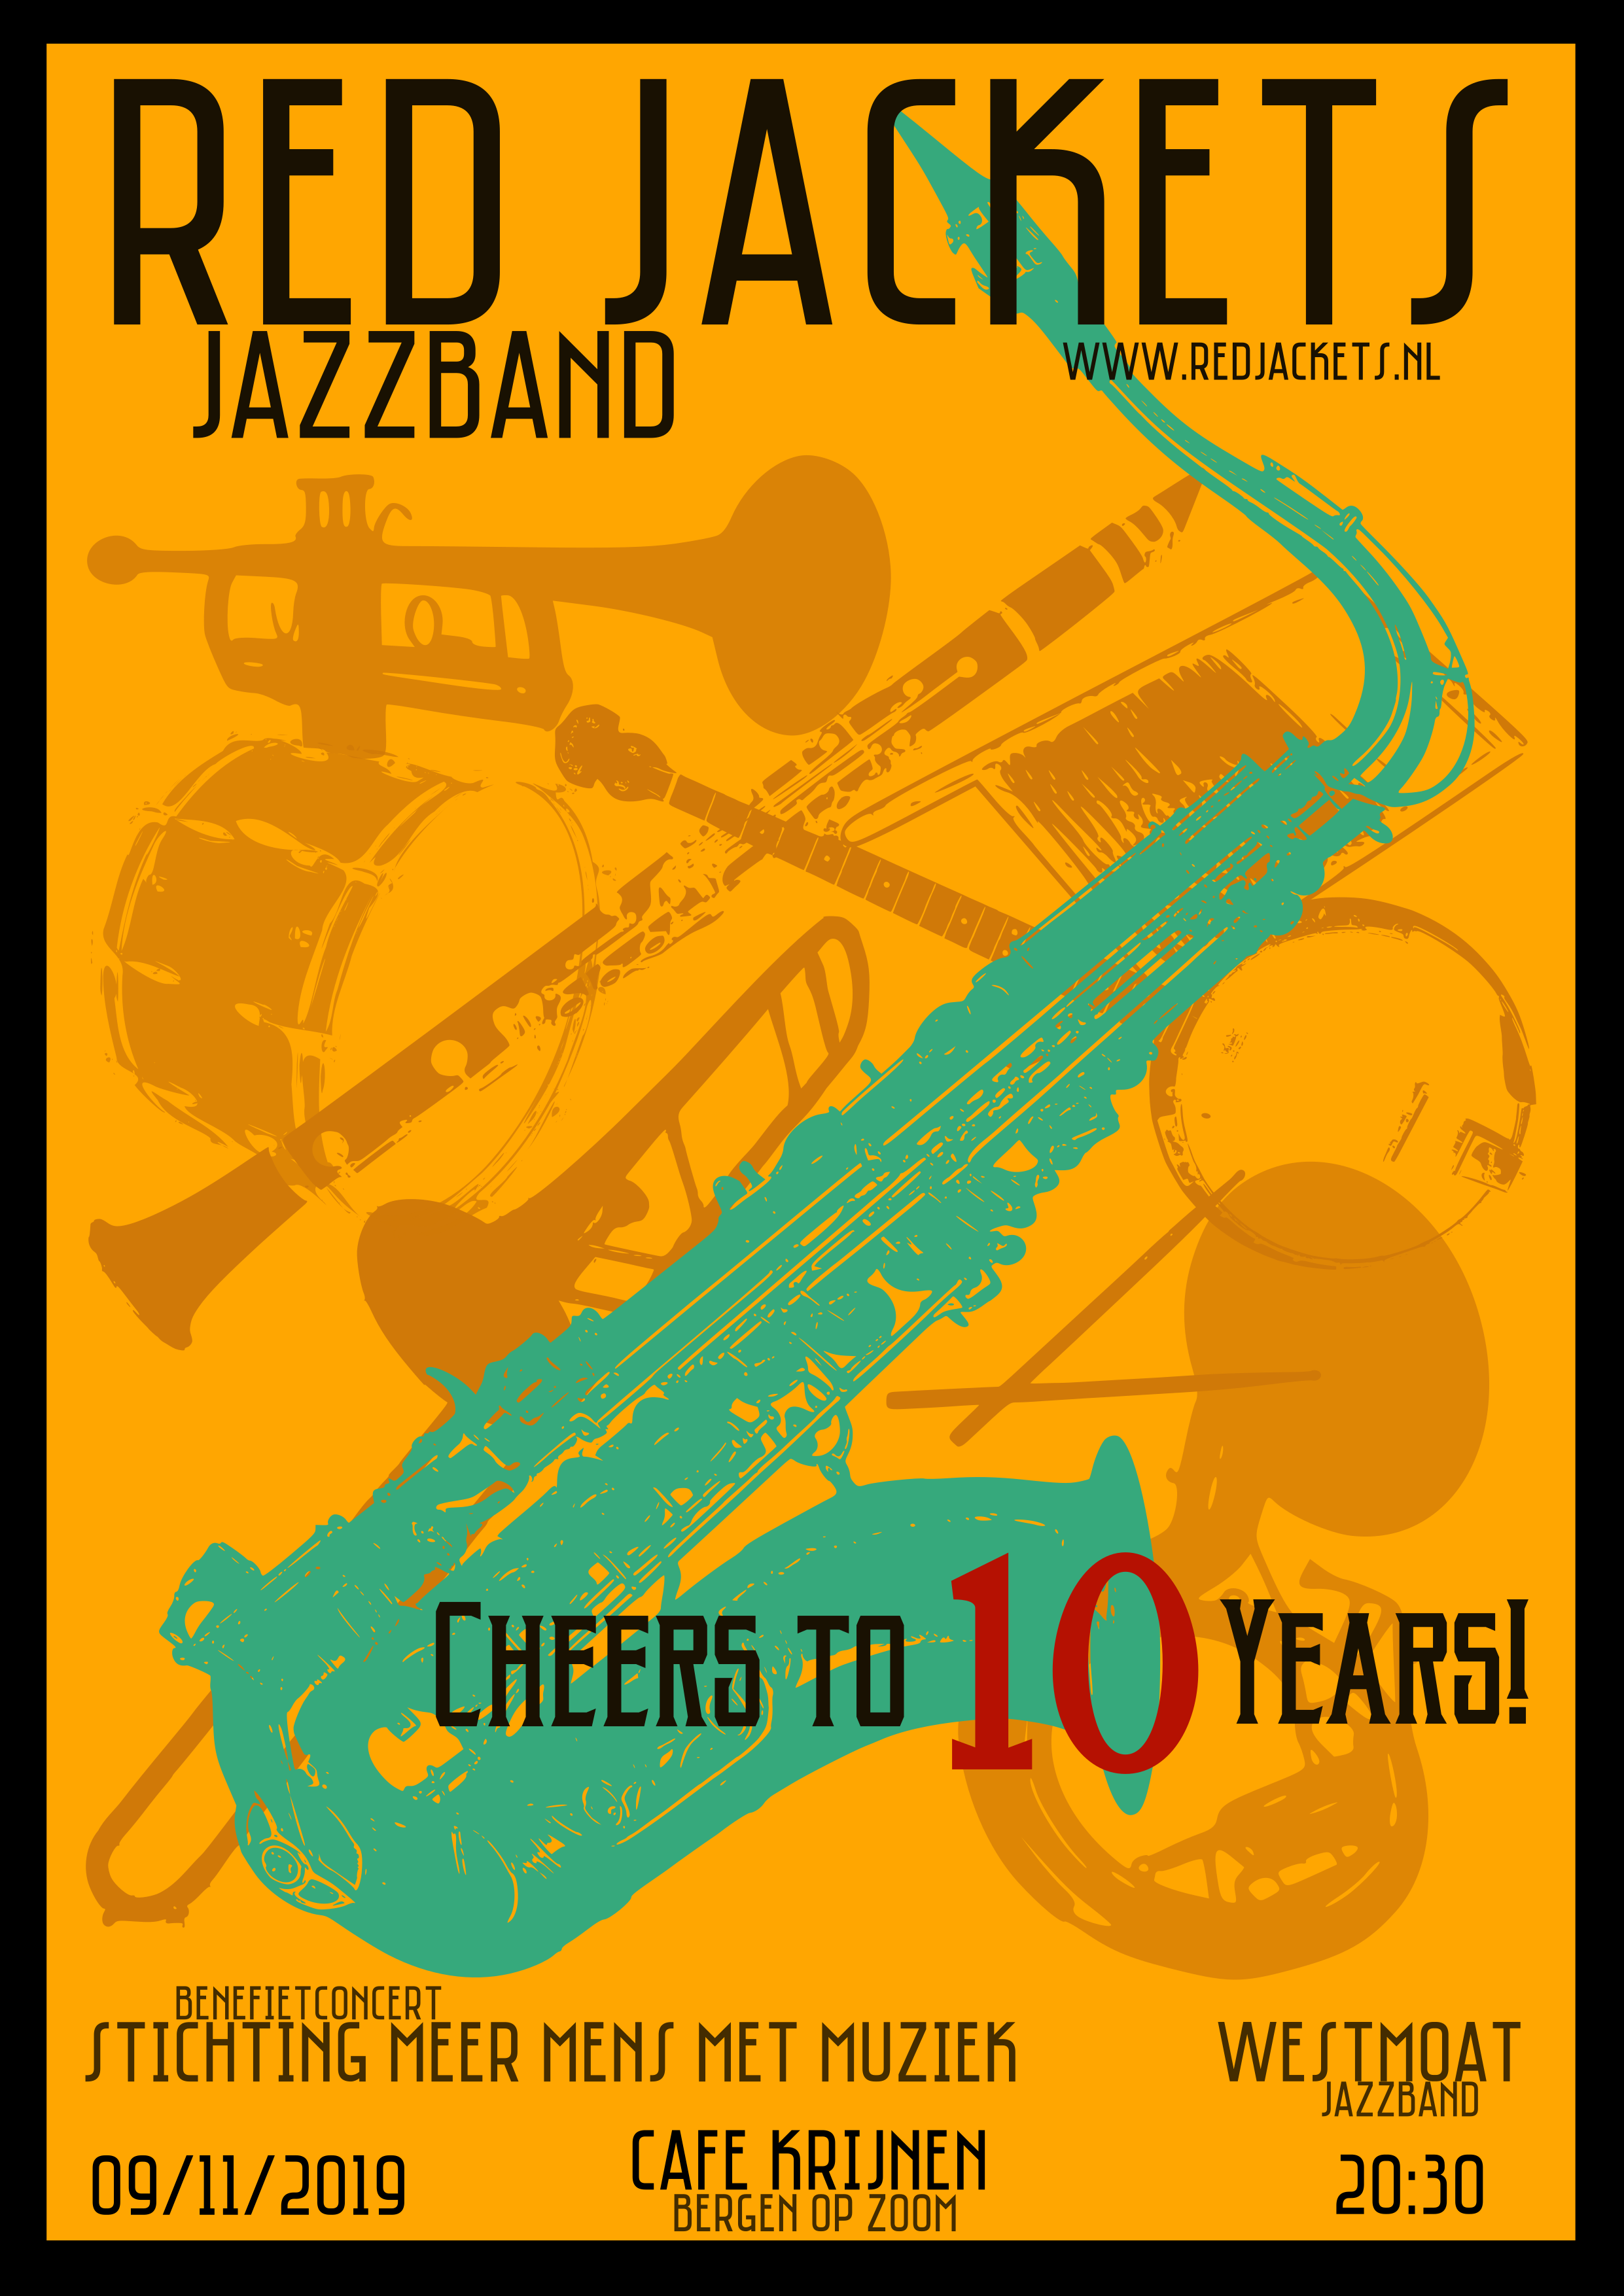 RED JACKETS
JAZZBAND
WWW.REDJACKETS.NL
CHEERS TO 10 YEARS!
BENEFIETCONCERT
STICHTING MEER MENS MET MUZIEK
WESTMOAT
JAZZBAND
09/11/2019
CAFE KRIJNEN
BERGEN OP ZOOM
20:30